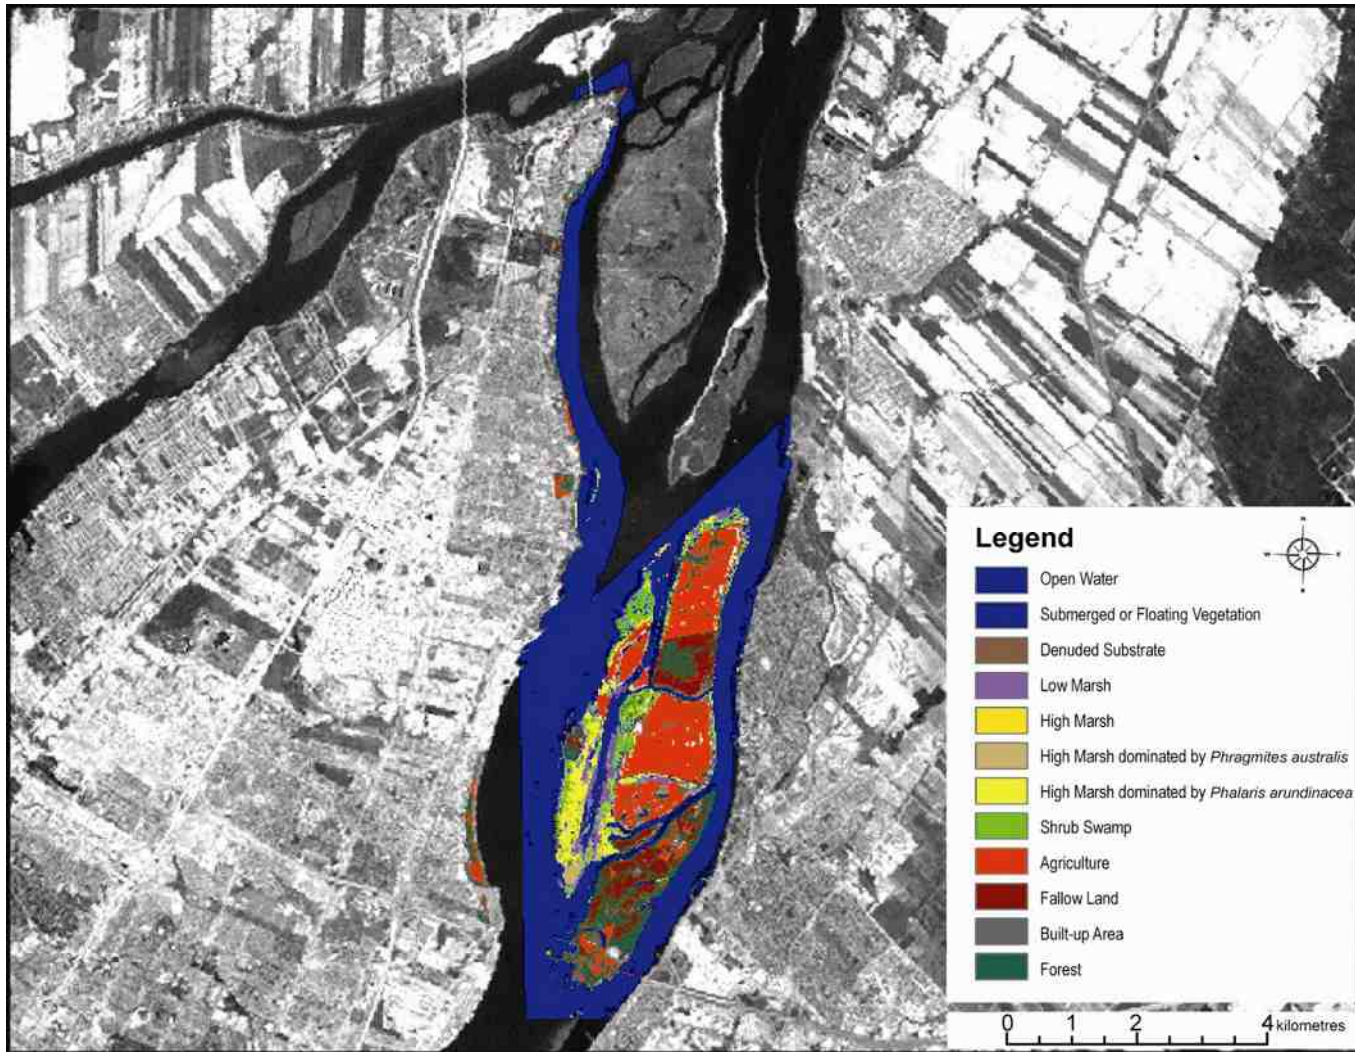 Legend
N
W E
S
Open Water
Submerged or Floating Vegetation
Denuded Substrate
Low Marsh
High Marsh
High Marsh dominated by Phragmites australis
High Marsh dominated by Phalaris arundinacea
Shrub Swamp
Agriculture
Fallow Land
Built-up Area
Forest
0 1 2 4 kilometres